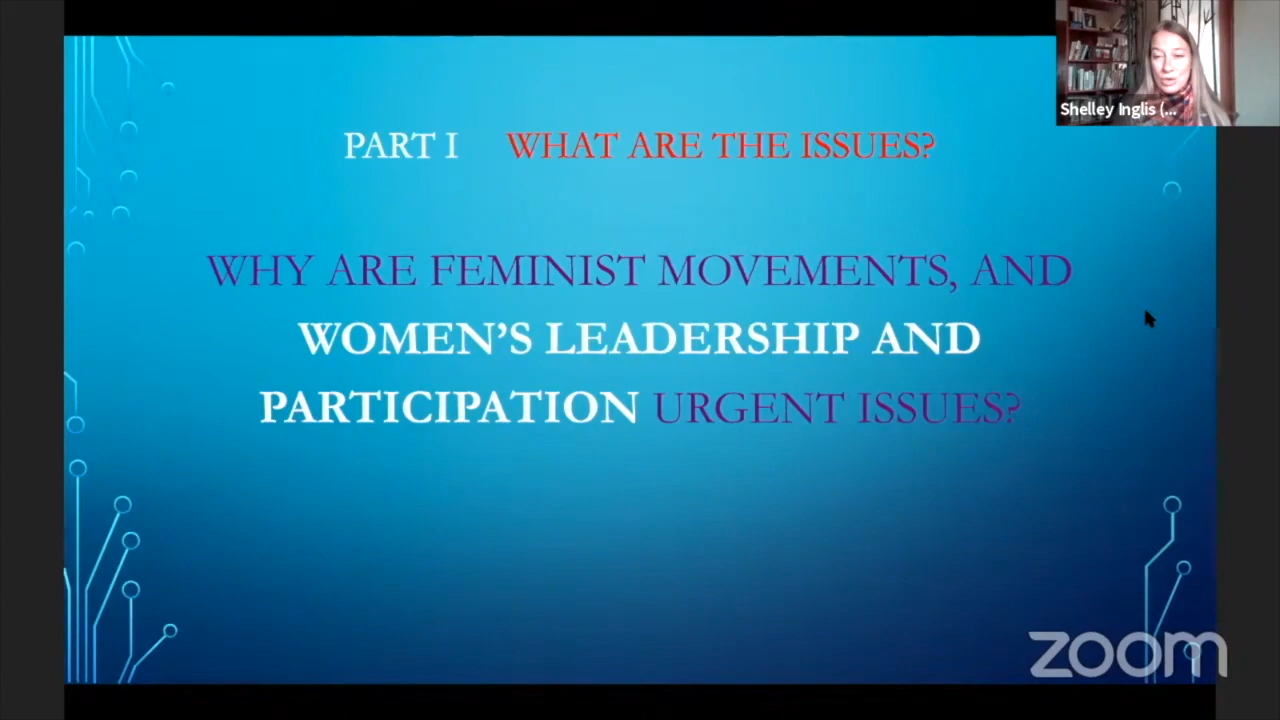 Shelley Inglis (...
PART I WHAT ARE THE ISSUES?
WHY ARE FEMINIST MOVEMENTS, AND
WOMEN'S LEADERSHIP AND
PARTICIPATION URGENT ISSUES?
zoom